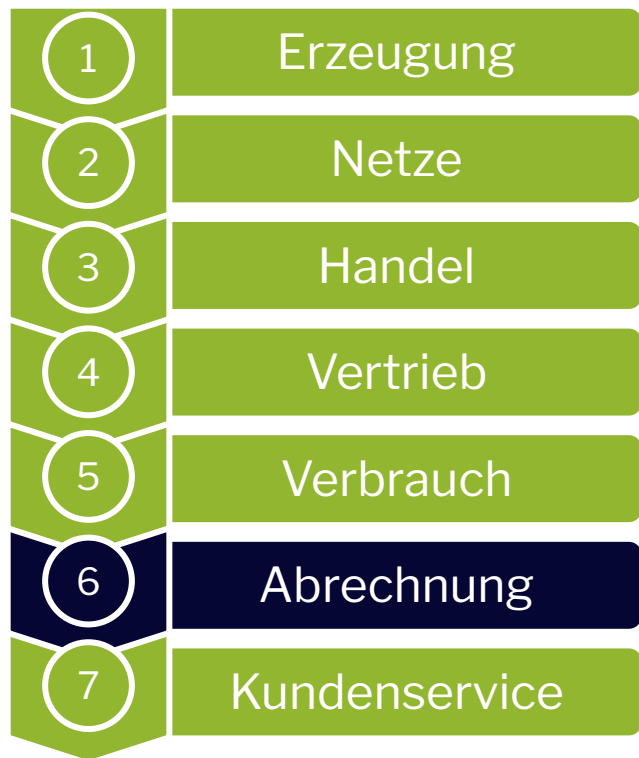 1 Erzeugung
2 Netze
3 Handel
4 Vertrieb
5 Verbrauch
6 Abrechnung
7 Kundenservice